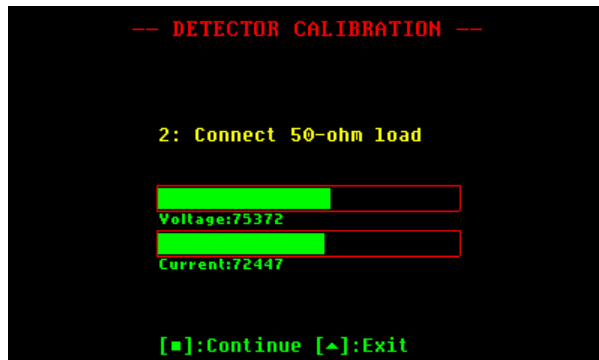 -- DETECTOR CALIBRATION --
2: Connect 50-ohm load
Voltage:75372
Current:72447
[■]:Continue [▲]:Exit